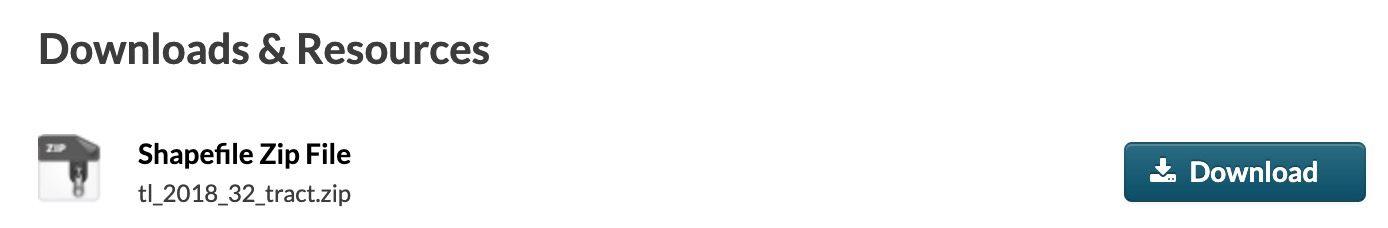 Downloads & Resources
ZIP
Shapefile Zip File
tl_2018_32_tract.zip
Download